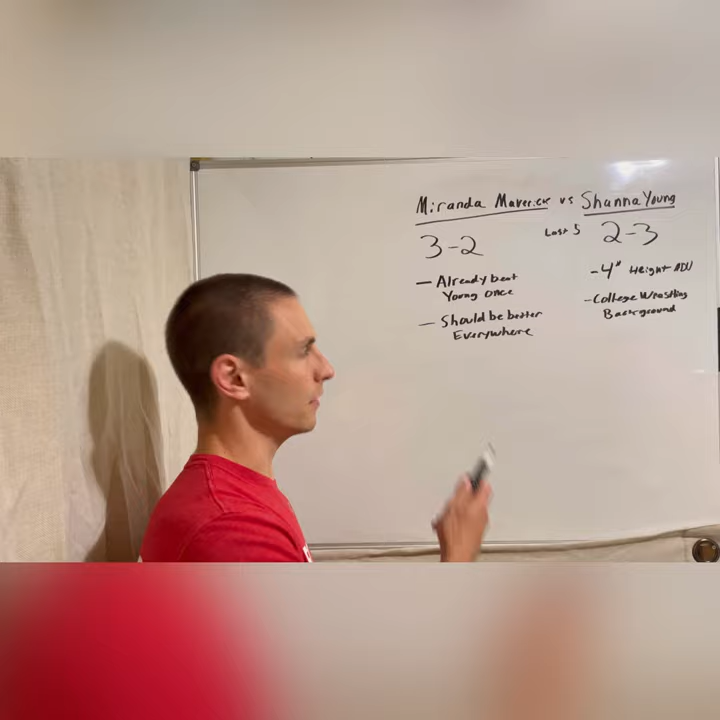 Miranda Maverick vs Shanna Young
3-2 Last 5 2-3
- Already beat
Young once
- Should be better
Everywhere
- 4" Height ADV
- College Wrestling
Background